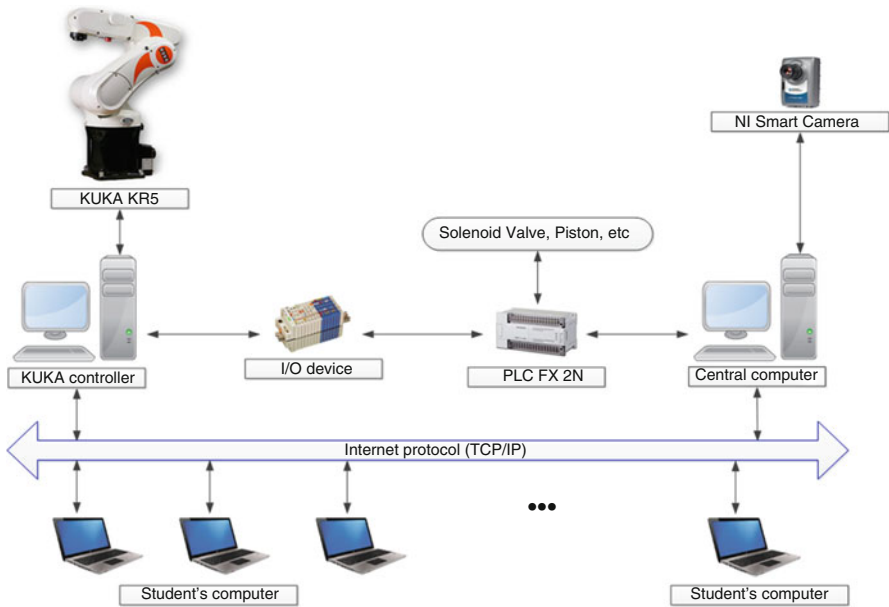 NI Smart Camera
KUKA KR5
Solenoid Valve, Piston, etc
I/O device
PLC FX 2N
KUKA controller
Central computer
Internet protocol (TCP/IP)
Student's computer
Student's computer